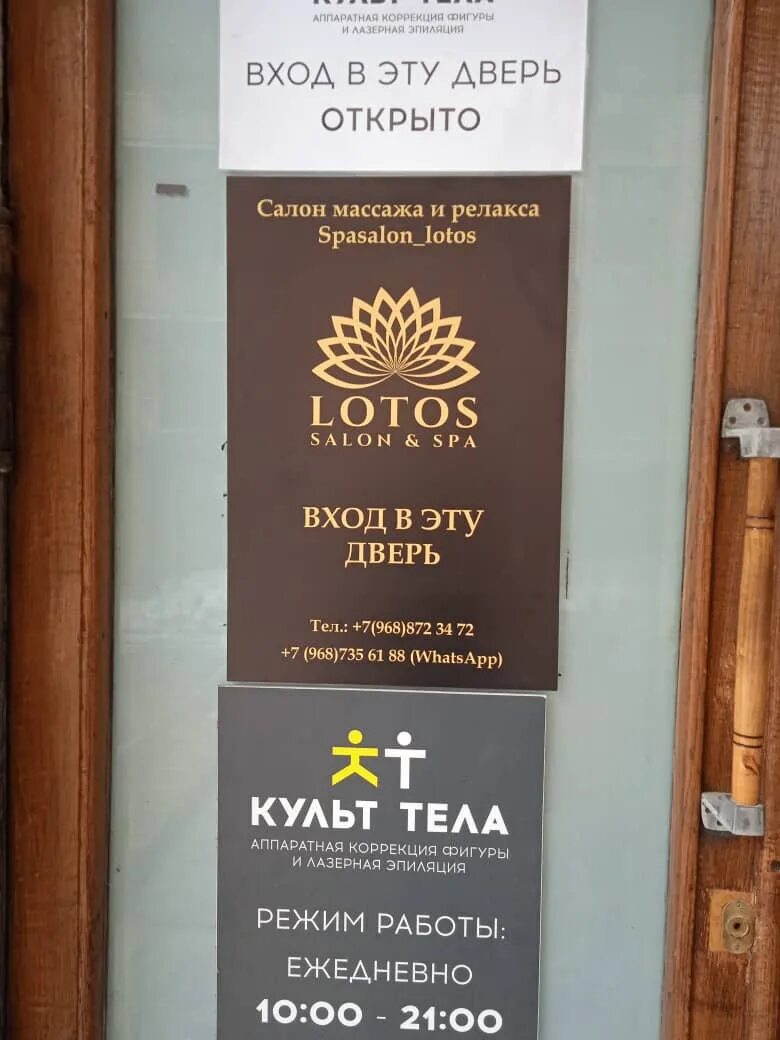 КУЛЬТ ТЕЛА
АППАРАТНАЯ КОРРЕКЦИЯ ФИГУРЫ
И ЛАЗЕРНАЯ ЭПИЛЯЦИЯ
ВХОД В ЭТУ ДВЕРЬ
ОТКРЫТО
Салон массажа и релакса
Spasalon_lotos
LOTOS
SALON & SPA
ВХОД В ЭТУ
ДВЕРЬ
Тел.: +7(968)872 34 72
+7 (968)735 61 88 (WhatsApp)
КУЛЬТ ТЕЛА
АППАРАТНАЯ КОРРЕКЦИЯ ФИГУРЫ
И ЛАЗЕРНАЯ ЭПИЛЯЦИЯ
РЕЖИМ РАБОТЫ:
ЕЖЕДНЕВНО
10:00 - 21:00